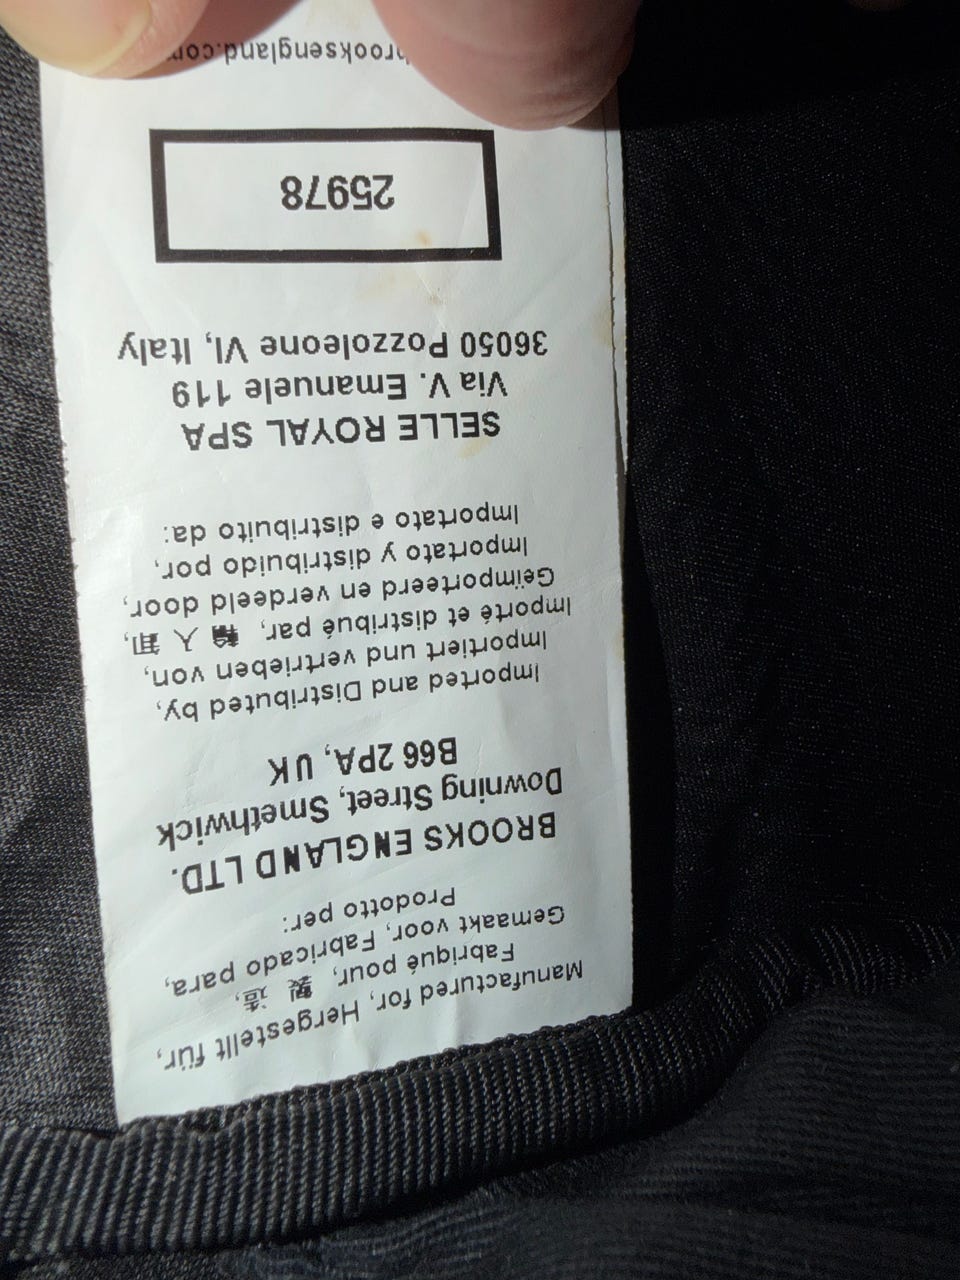 Manufactured for, Hergestellt für,
Fabriqué pour, 製 造,
Gemaakt voor, Fabricado para,
Prodotto per:
BROOKS ENGLAND LTD.
Downing Street, Smethwick
B66 2PA, UK
Imported and Distributed by,
Importiert und vertrieben von,
Importé et distribué par, 輸 入 卸,
Geïmporteerd en verdeeld door,
Importato y distribuido por,
Importato e distribuito da:
SELLE ROYAL SPA
Via V. Emanuele 119
36050 Pozzoleone VI, Italy
25978
brooksengland.com